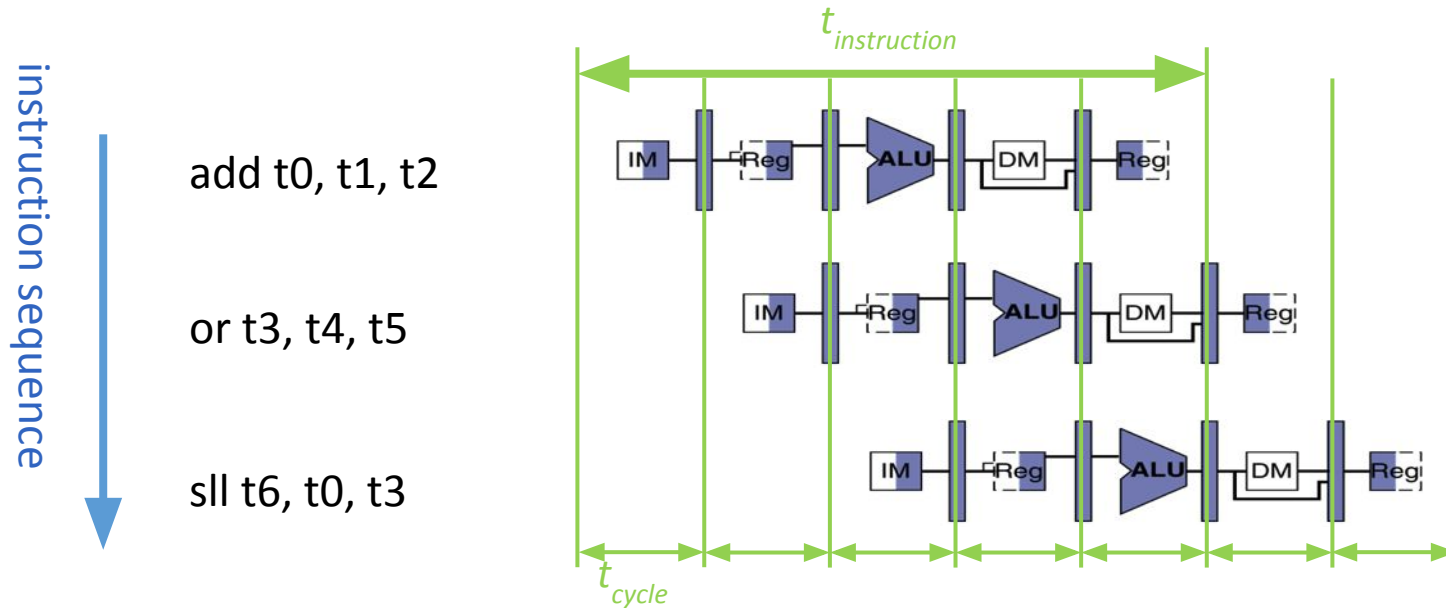 instruction sequence
t_instruction
add t0, t1, t2
IM Reg ALU DM Reg
or t3, t4, t5
IM Reg ALU DM Reg
sll t6, t0, t3
IM Reg ALU DM Reg
t_cycle